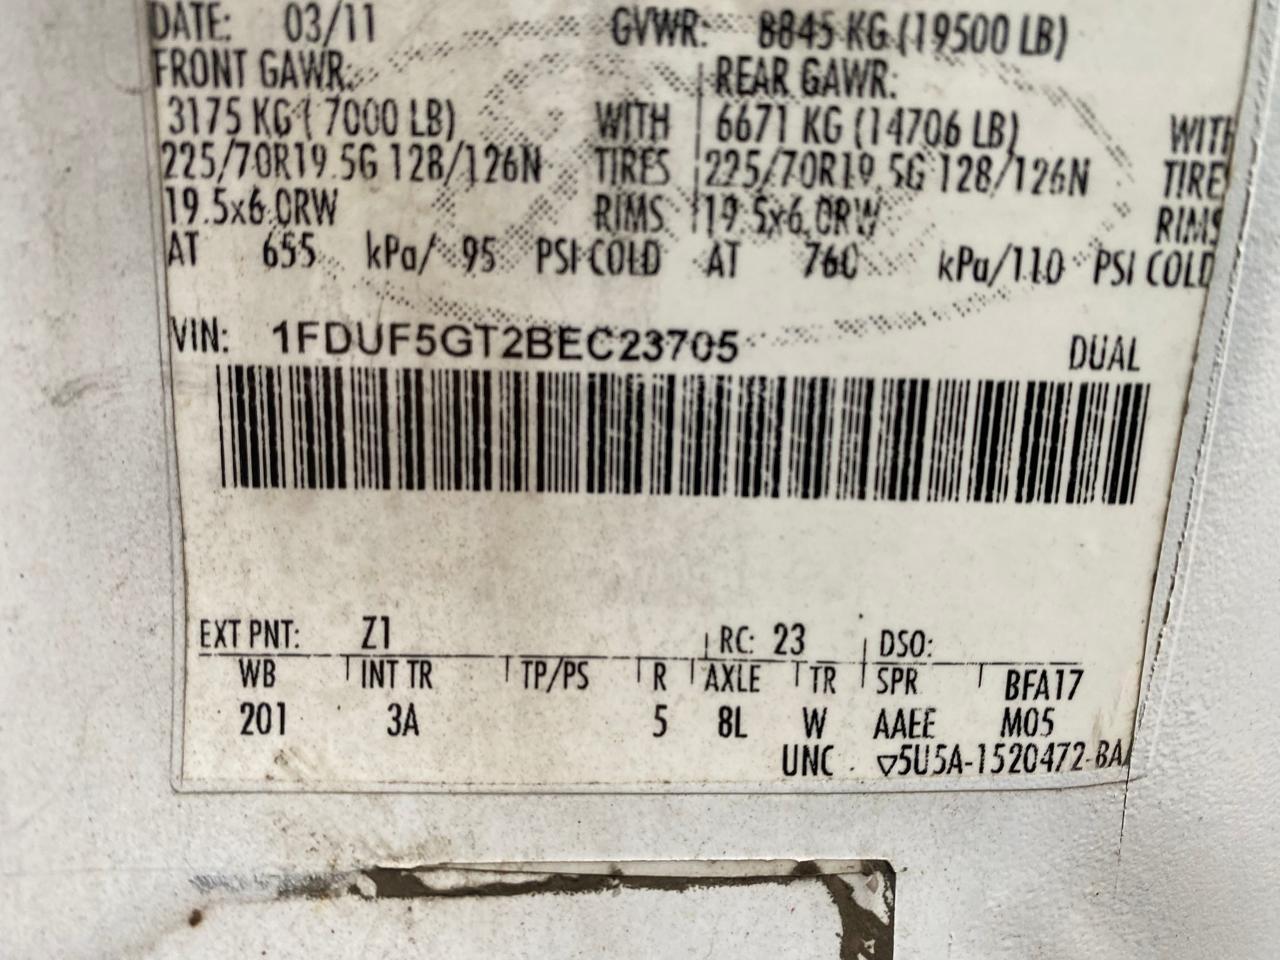 DATE: 03/11 GVWR: 8845 KG (19500 LB)
FRONT GAWR: REAR GAWR:
3175 KG ( 7000 LB) WITH 6671 KG (14706 LB) WITH
225/70R19.5G 128/126N TIRES 225/70R19.5G 128/126N TIRES
19.5x6.0RW RIMS 19.5x6.0RW RIMS
AT 655 kPa/ 95 PSI COLD AT 760 kPa/110 PSI COLD
VIN: 1FDUF5GT2BEC23705 DUAL
EXT PNT: Z1 RC: 23 DSO:
WB INT TR TP/PS R AXLE TR SPR BFA17
201 3A 5 8L W AAEE M05
UNC ▽5U5A-1520472-BA